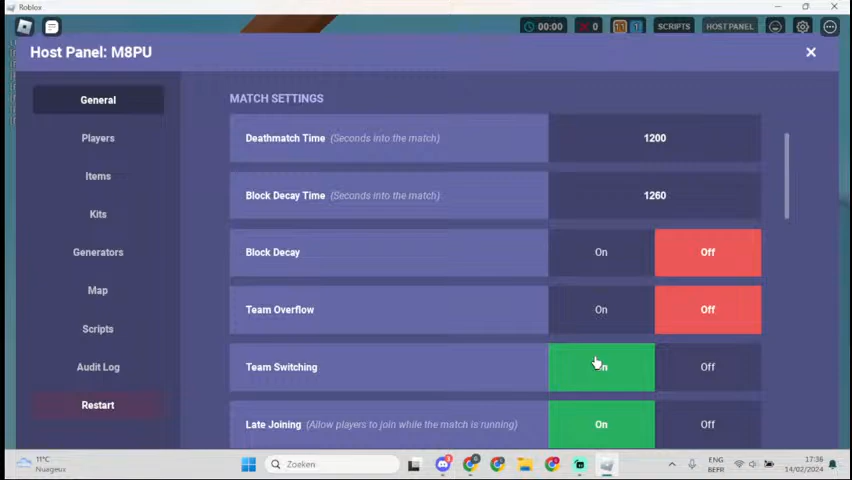 Roblox
00:00
0
SCRIPTS
HOST PANEL
Host Panel: M8PU
General
Players
Items
Kits
Generators
Map
Scripts
Audit Log
Restart
MATCH SETTINGS
Deathmatch Time (Seconds into the match)
1200
Block Decay Time (Seconds into the match)
1260
Block Decay
On
Off
Team Overflow
On
Off
Team Switching
Off
Late Joining (Allow players to join while the match is running)
On
Off
11°C
Nuageux
Zoeken
ENG
BEFR
17:36
14/02/2024